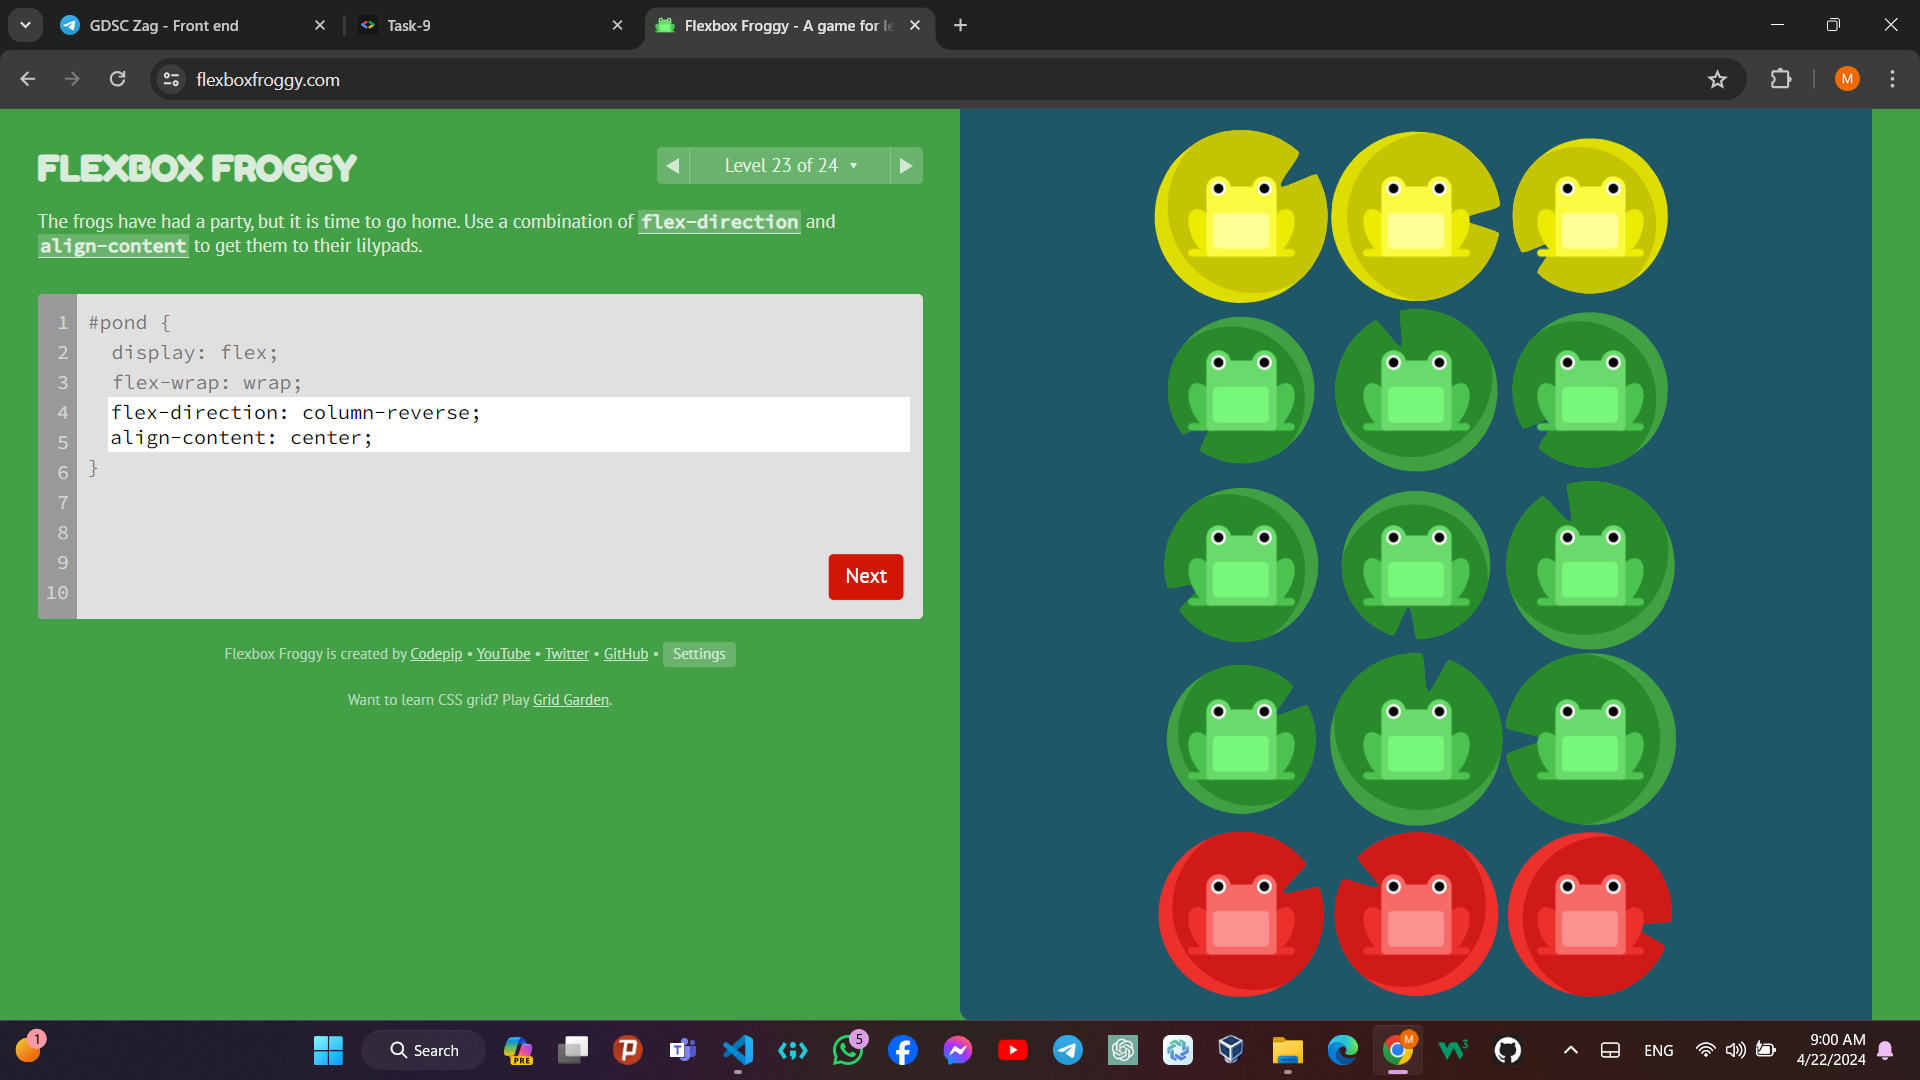 GDSC Zag - Front end
Task-9
Flexbox Froggy - A game for le
flexboxfroggy.com
M
FLEXBOX FROGGY
Level 23 of 24
The frogs have had a party, but it is time to go home. Use a combination of flex-direction and
align-content to get them to their lilypads.
1 #pond {
2 display: flex;
3 flex-wrap: wrap;
4 flex-direction: column-reverse;
5 align-content: center;
6 }
7
8
9
10
Next
Flexbox Froggy is created by Codepip • YouTube • Twitter • GitHub • Settings
Want to learn CSS grid? Play Grid Garden.
1
Search
PRE
5
M
ENG
9:00 AM
4/22/2024